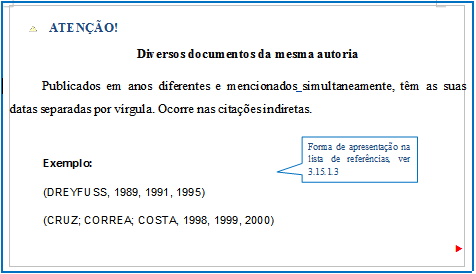 ATENÇÃO!
Diversos documentos da mesma autoria
Publicados em anos diferentes e mencionados simultaneamente, têm as suas
datas separadas por vírgula. Ocorre nas citações indiretas.
Forma de apresentação na
lista de referências, ver
3.15.1.3
Exemplo:
(DREYFUSS, 1989, 1991, 1995)
(CRUZ; CORREA; COSTA, 1998, 1999, 2000)